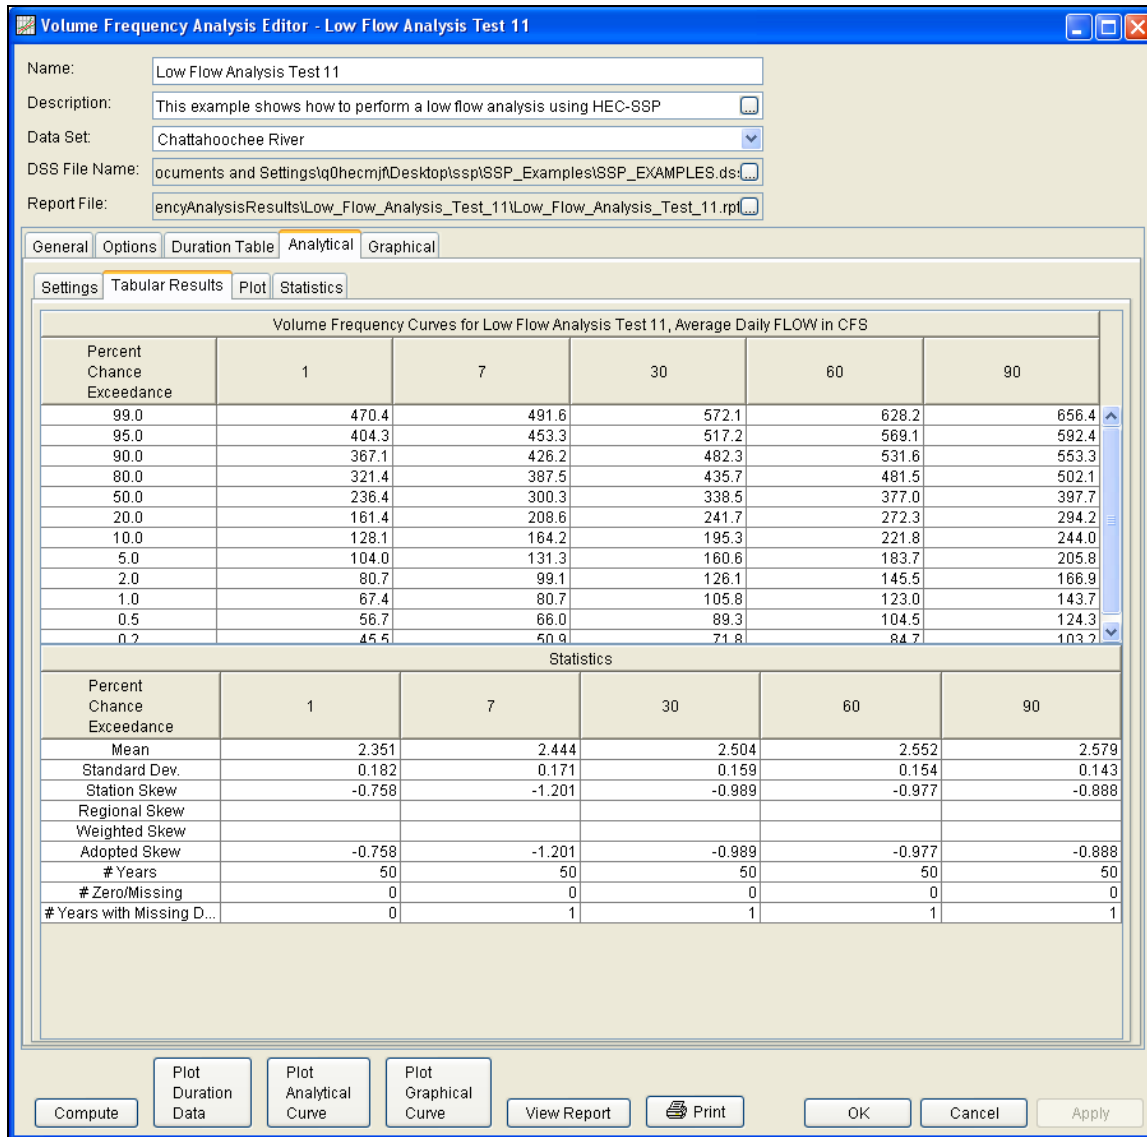 Volume Frequency Analysis Editor - Low Flow Analysis Test 11
Name: Low Flow Analysis Test 11
Description: This example shows how to perform a low flow analysis using HEC-SSP ...
Data Set: Chattahoochee River
DSS File Name: ocuments and Settings\q0hecmjf\Desktop\ssp\SSP_Examples\SSP_EXAMPLES.ds: ...
Report File: encyAnalysisResults\Low_Flow_Analysis_Test_11\Low_Flow_Analysis_Test_11.rpt ...
General Options Duration Table Analytical Graphical
Settings Tabular Results Plot Statistics
Volume Frequency Curves for Low Flow Analysis Test 11, Average Daily FLOW in CFS
Percent Chance Exceedance 1 7 30 60 90
99.0 470.4 491.6 572.1 628.2 656.4
95.0 404.3 453.3 517.2 569.1 592.4
90.0 367.1 426.2 482.3 531.6 553.3
80.0 321.4 387.5 435.7 481.5 502.1
50.0 236.4 300.3 338.5 377.0 397.7
20.0 161.4 208.6 241.7 272.3 294.2
10.0 128.1 164.2 195.3 221.8 244.0
5.0 104.0 131.3 160.6 183.7 205.8
2.0 80.7 99.1 126.1 145.5 166.9
1.0 67.4 80.7 105.8 123.0 143.7
0.5 56.7 66.0 89.3 104.5 124.3
0.2 45.5 50.9 71.8 84.7 103.2
Statistics
Percent Chance Exceedance 1 7 30 60 90
Mean 2.351 2.444 2.504 2.552 2.579
Standard Dev. 0.182 0.171 0.159 0.154 0.143
Station Skew -0.758 -1.201 -0.989 -0.977 -0.888
Regional Skew
Weighted Skew
Adopted Skew -0.758 -1.201 -0.989 -0.977 -0.888
# Years 50 50 50 50 50
# Zero/Missing 0 0 0 0 0
# Years with Missing D... 0 1 1 1 1
Compute Plot Duration Data Plot Analytical Curve Plot Graphical Curve View Report Print OK Cancel Apply